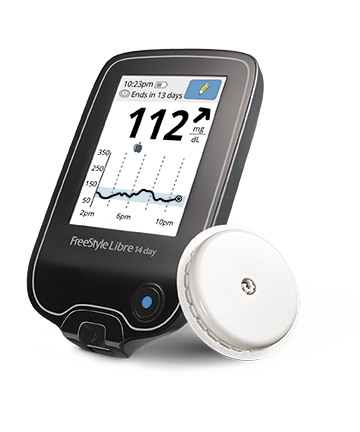 10:23pm
Ends in 13 days
112 mg/dL
350
250
150
50
2pm 6pm 10pm
FreeStyle Libre 14 day